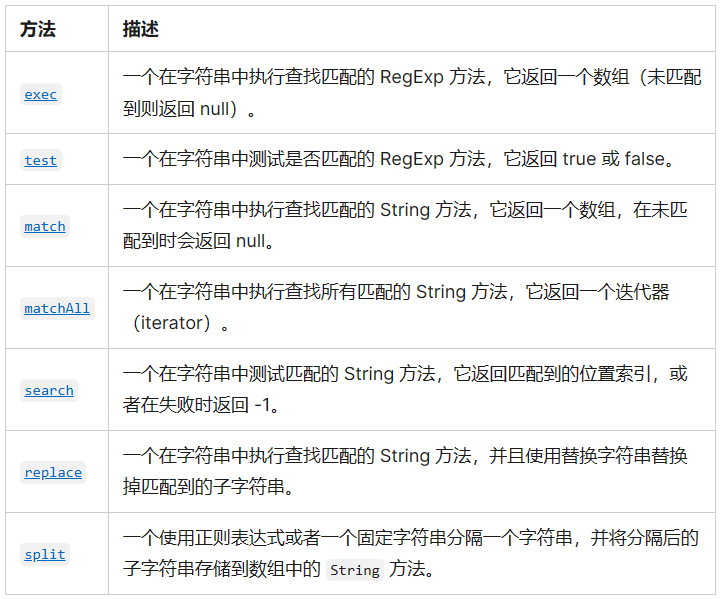 方法 描述
exec
一个在字符串中执行查找匹配的 RegExp 方法，它返回一个数组（未匹配
到则返回 null）。
test
一个在字符串中测试是否匹配的 RegExp 方法，它返回 true 或 false。
match
一个在字符串中执行查找匹配的 String 方法，它返回一个数组，在未匹
配到时会返回 null。
matchAll
一个在字符串中执行查找所有匹配的 String 方法，它返回一个迭代器
（iterator）。
search
一个在字符串中测试匹配的 String 方法，它返回匹配到的位置索引，或
者在失败时返回 -1。
replace
一个在字符串中执行查找匹配的 String 方法，并且使用替换字符串替换
掉匹配到的子字符串。
split
一个使用正则表达式或者一个固定字符串分隔一个字符串，并将分隔后的
子字符串存储到数组中的 String 方法。